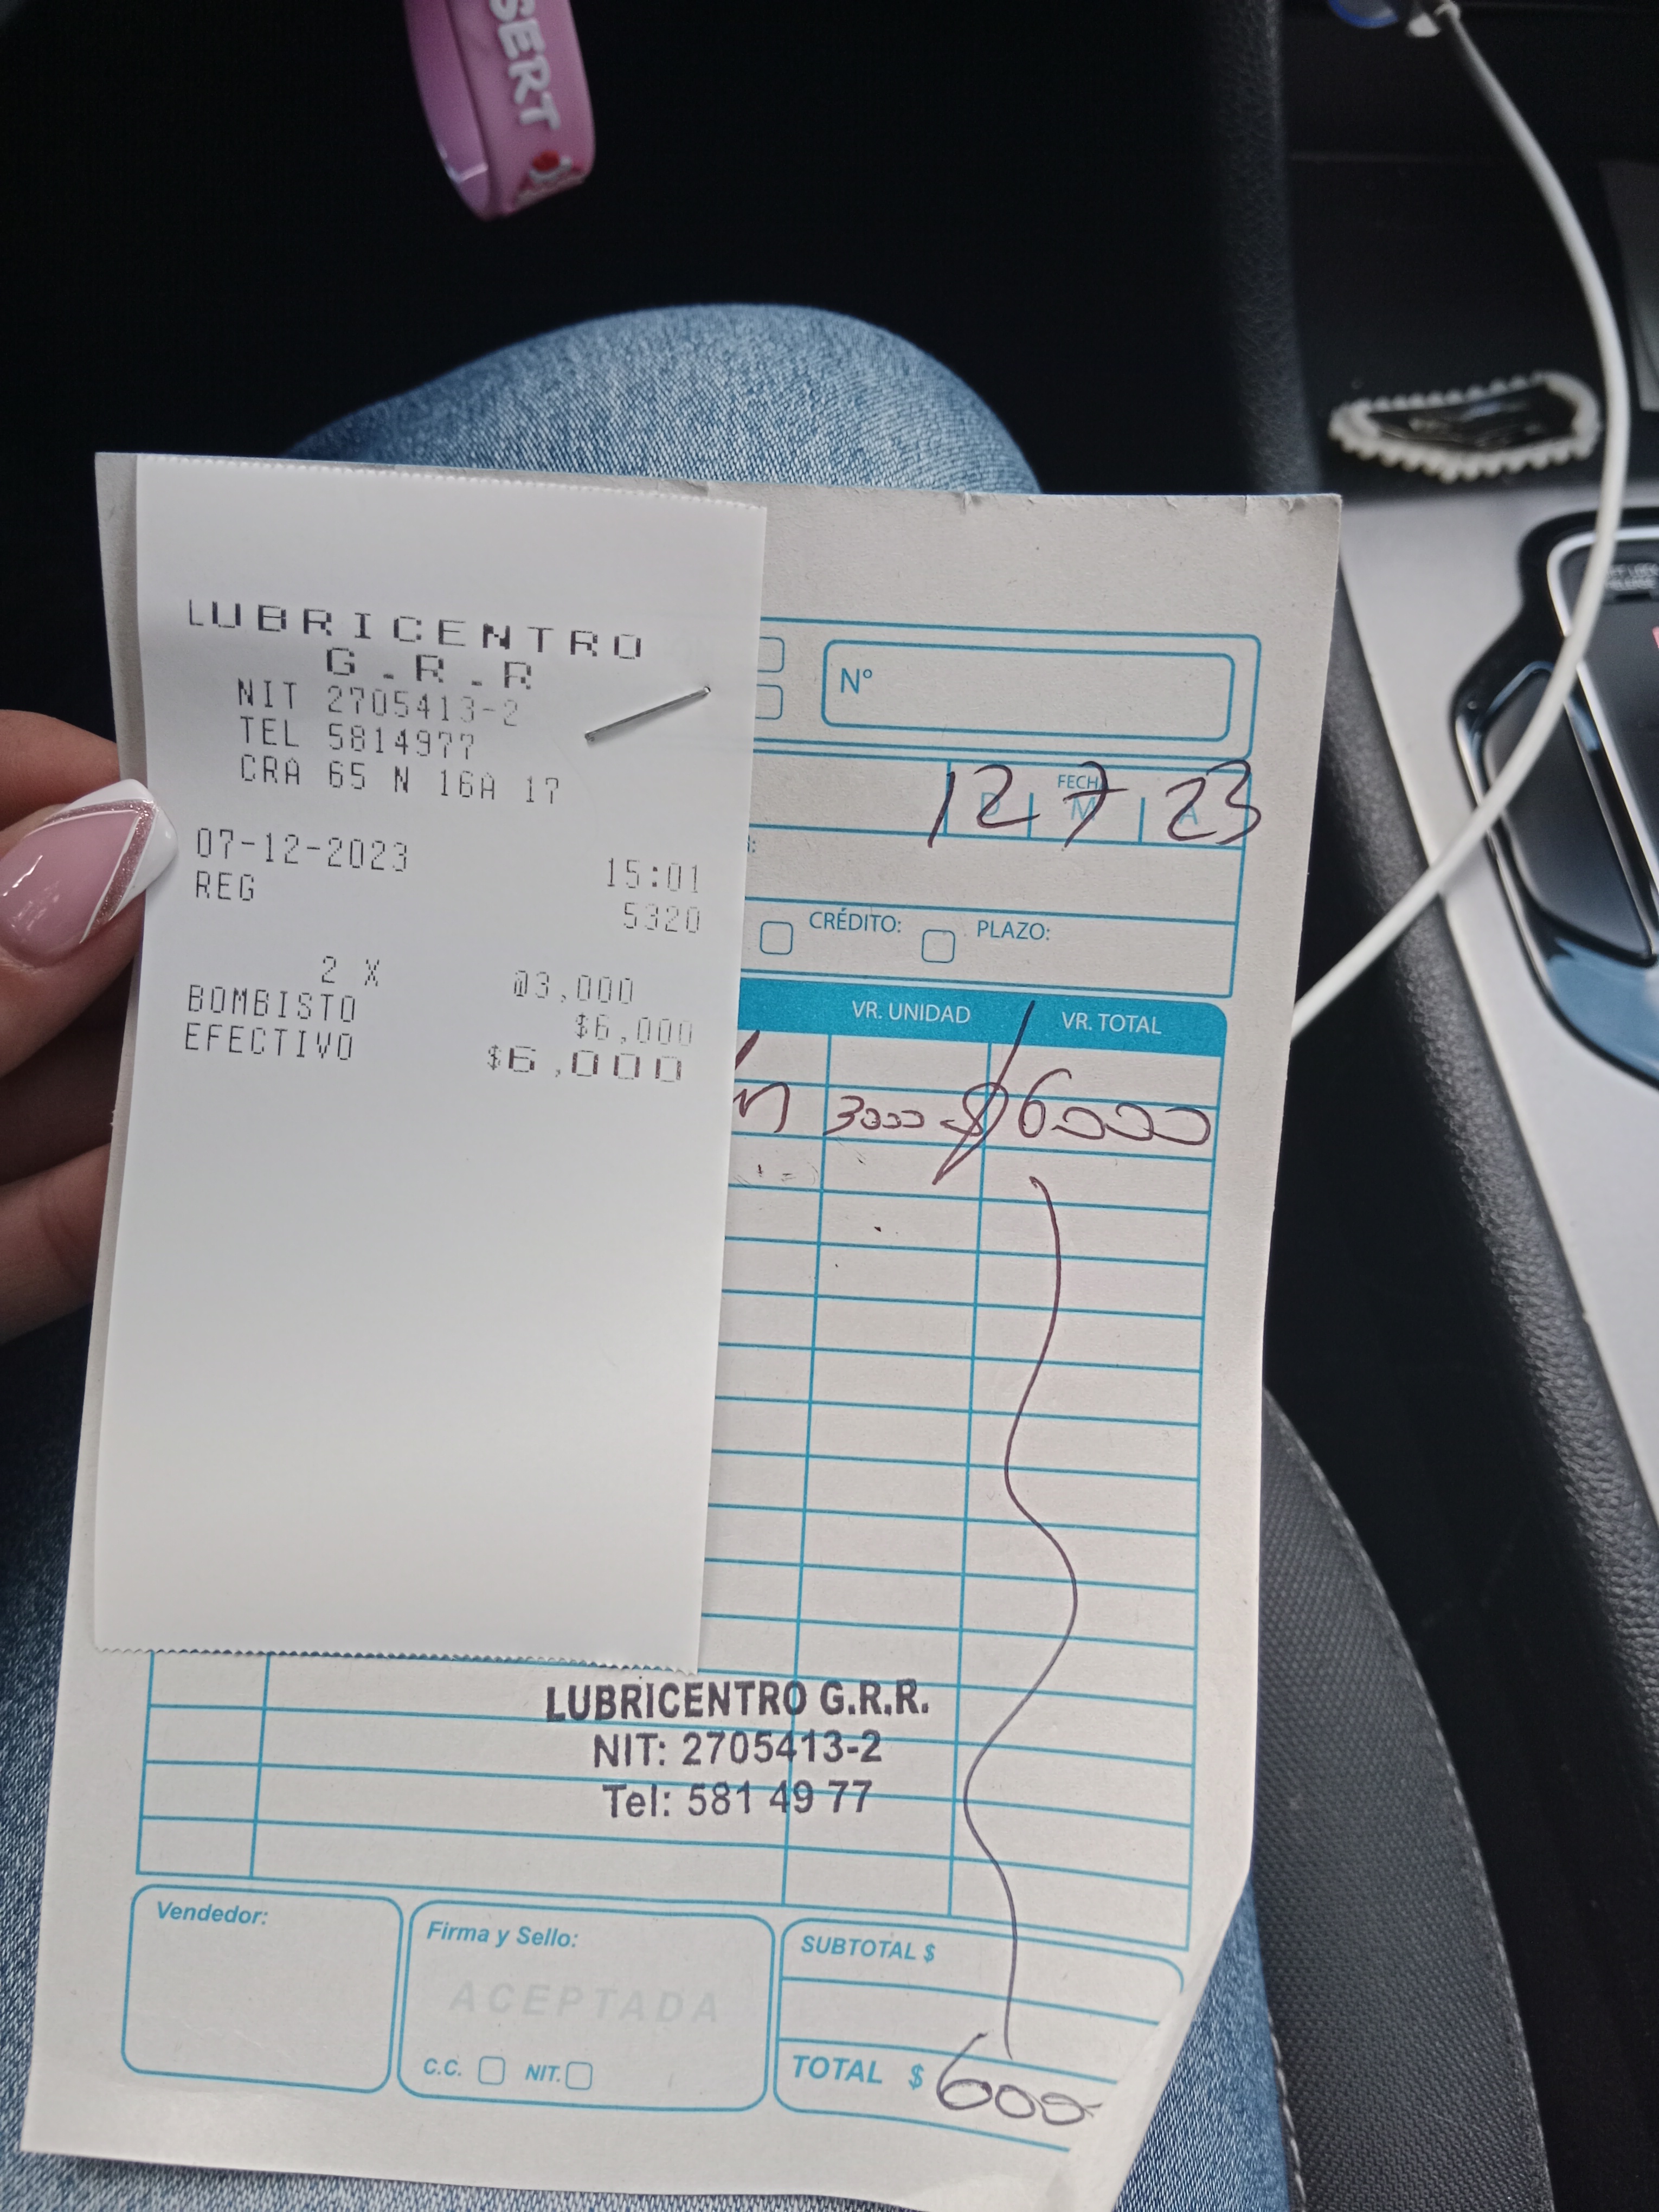 SERT
LUBRICENTRO
G.R.R
NIT 2705413-2
TEL 5814977
CRA 65 N 16A 17
07-12-2023 15:01
REG 5320
2 X @3,000
BOMBISTO $6,000
EFECTIVO $6,000
Nº
FECH
D M A
12 7 23
CRÉDITO: PLAZO:
VR. UNIDAD VR. TOTAL
3000 $ 6000
LUBRICENTRO G.R.R.
NIT: 2705413-2
Tel: 581 49 77
Vendedor:
Firma y Sello:
ACEPTADA
C.C. NIT.
SUBTOTAL $
TOTAL $ 600